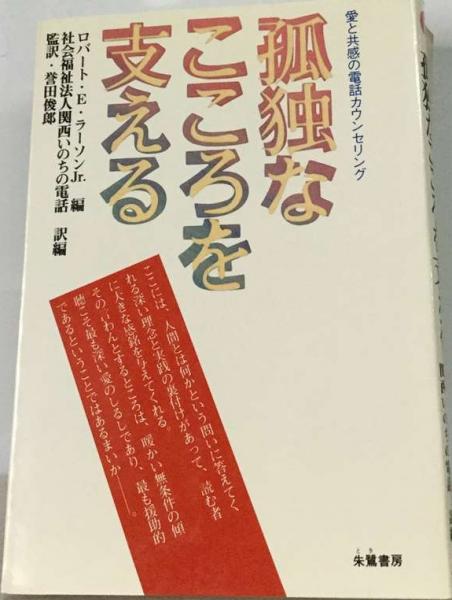 愛と共感の電話カウンセリング
孤独な
こころを
支える
ロバート・E・ラーソンJr. 編
社会福祉法人関西いのちの電話 訳編
監訳・誉田俊郎
ここには、人間とは何かという問いに答えてく
れる深い理念と実践の裏付けがあって、読む者
に大きな感銘を与えてくれる。
その言わんとするところは、暖かい無条件の傾
聴こそ最も深い愛のしるしであり、最も援助的
であるということではあるまいか――。
とき
朱鷺書房